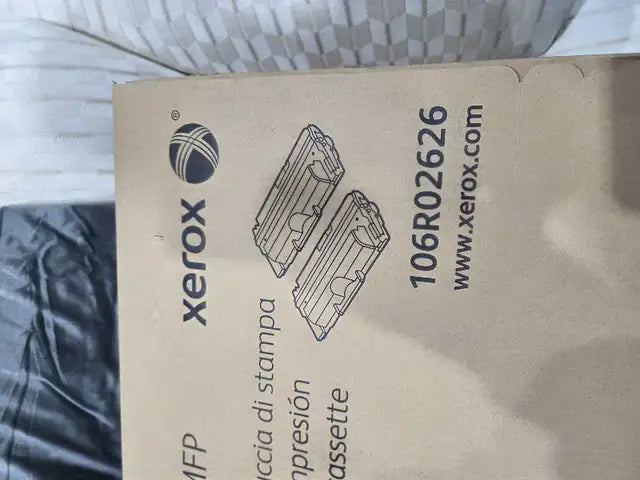 xerox ®
106R02626
www.xerox.com
MFP
uccia di stampa
mpresión
assette